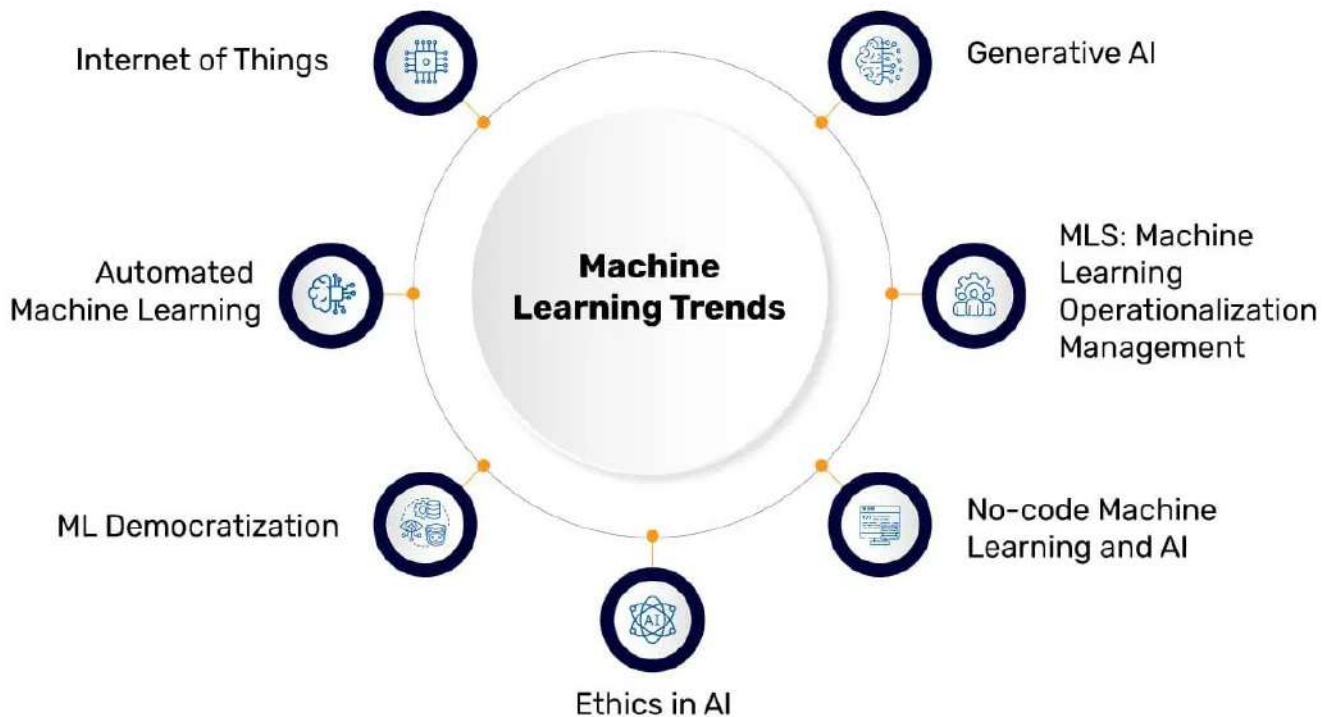 Internet of Things
Generative AI
Machine
Learning Trends
Automated
Machine Learning
MLS: Machine
Learning
Operationalization
Management
ML Democratization
No-code Machine
Learning and AI
AI
Ethics in AI